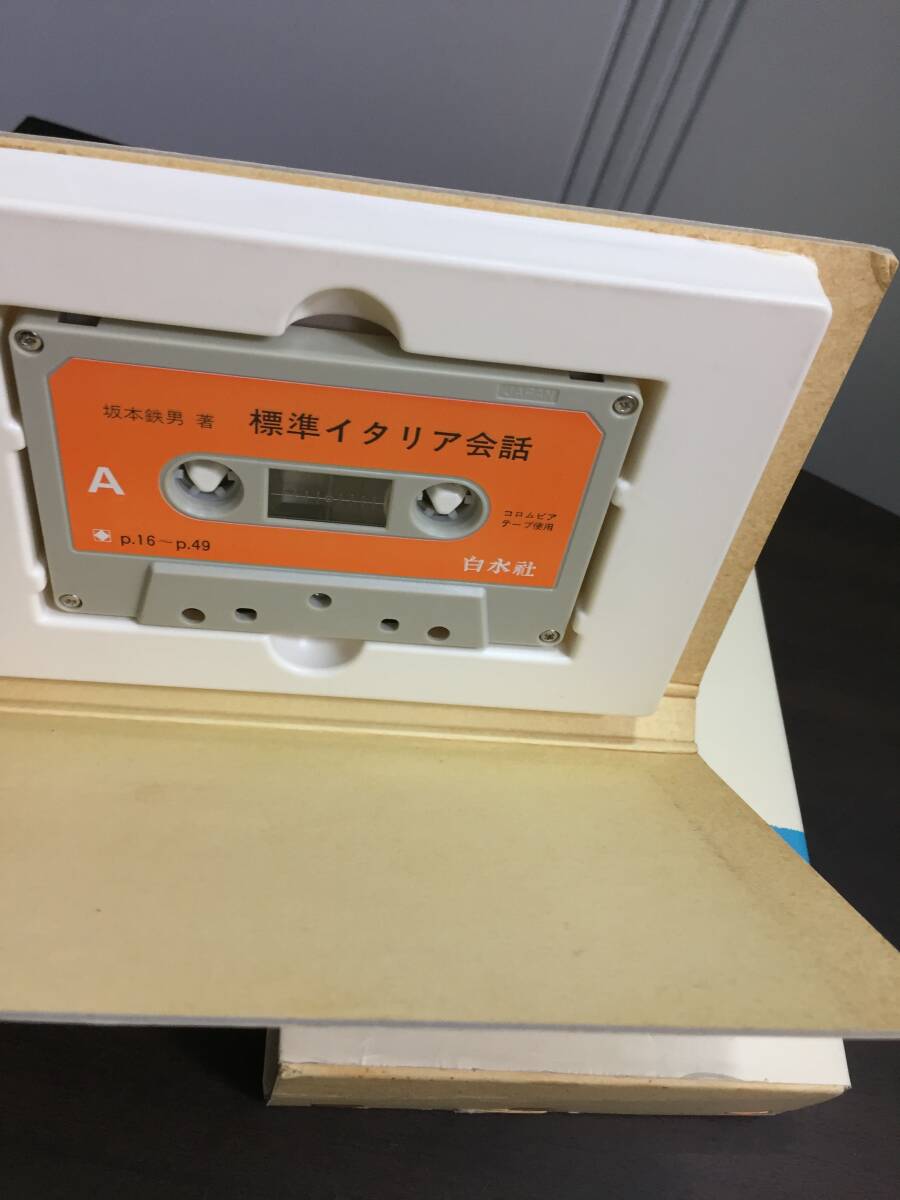 JAPAN
坂本鉄男 著
標準イタリア会話
A
コロムビア
テープ使用
p.16〜p.49
白水社